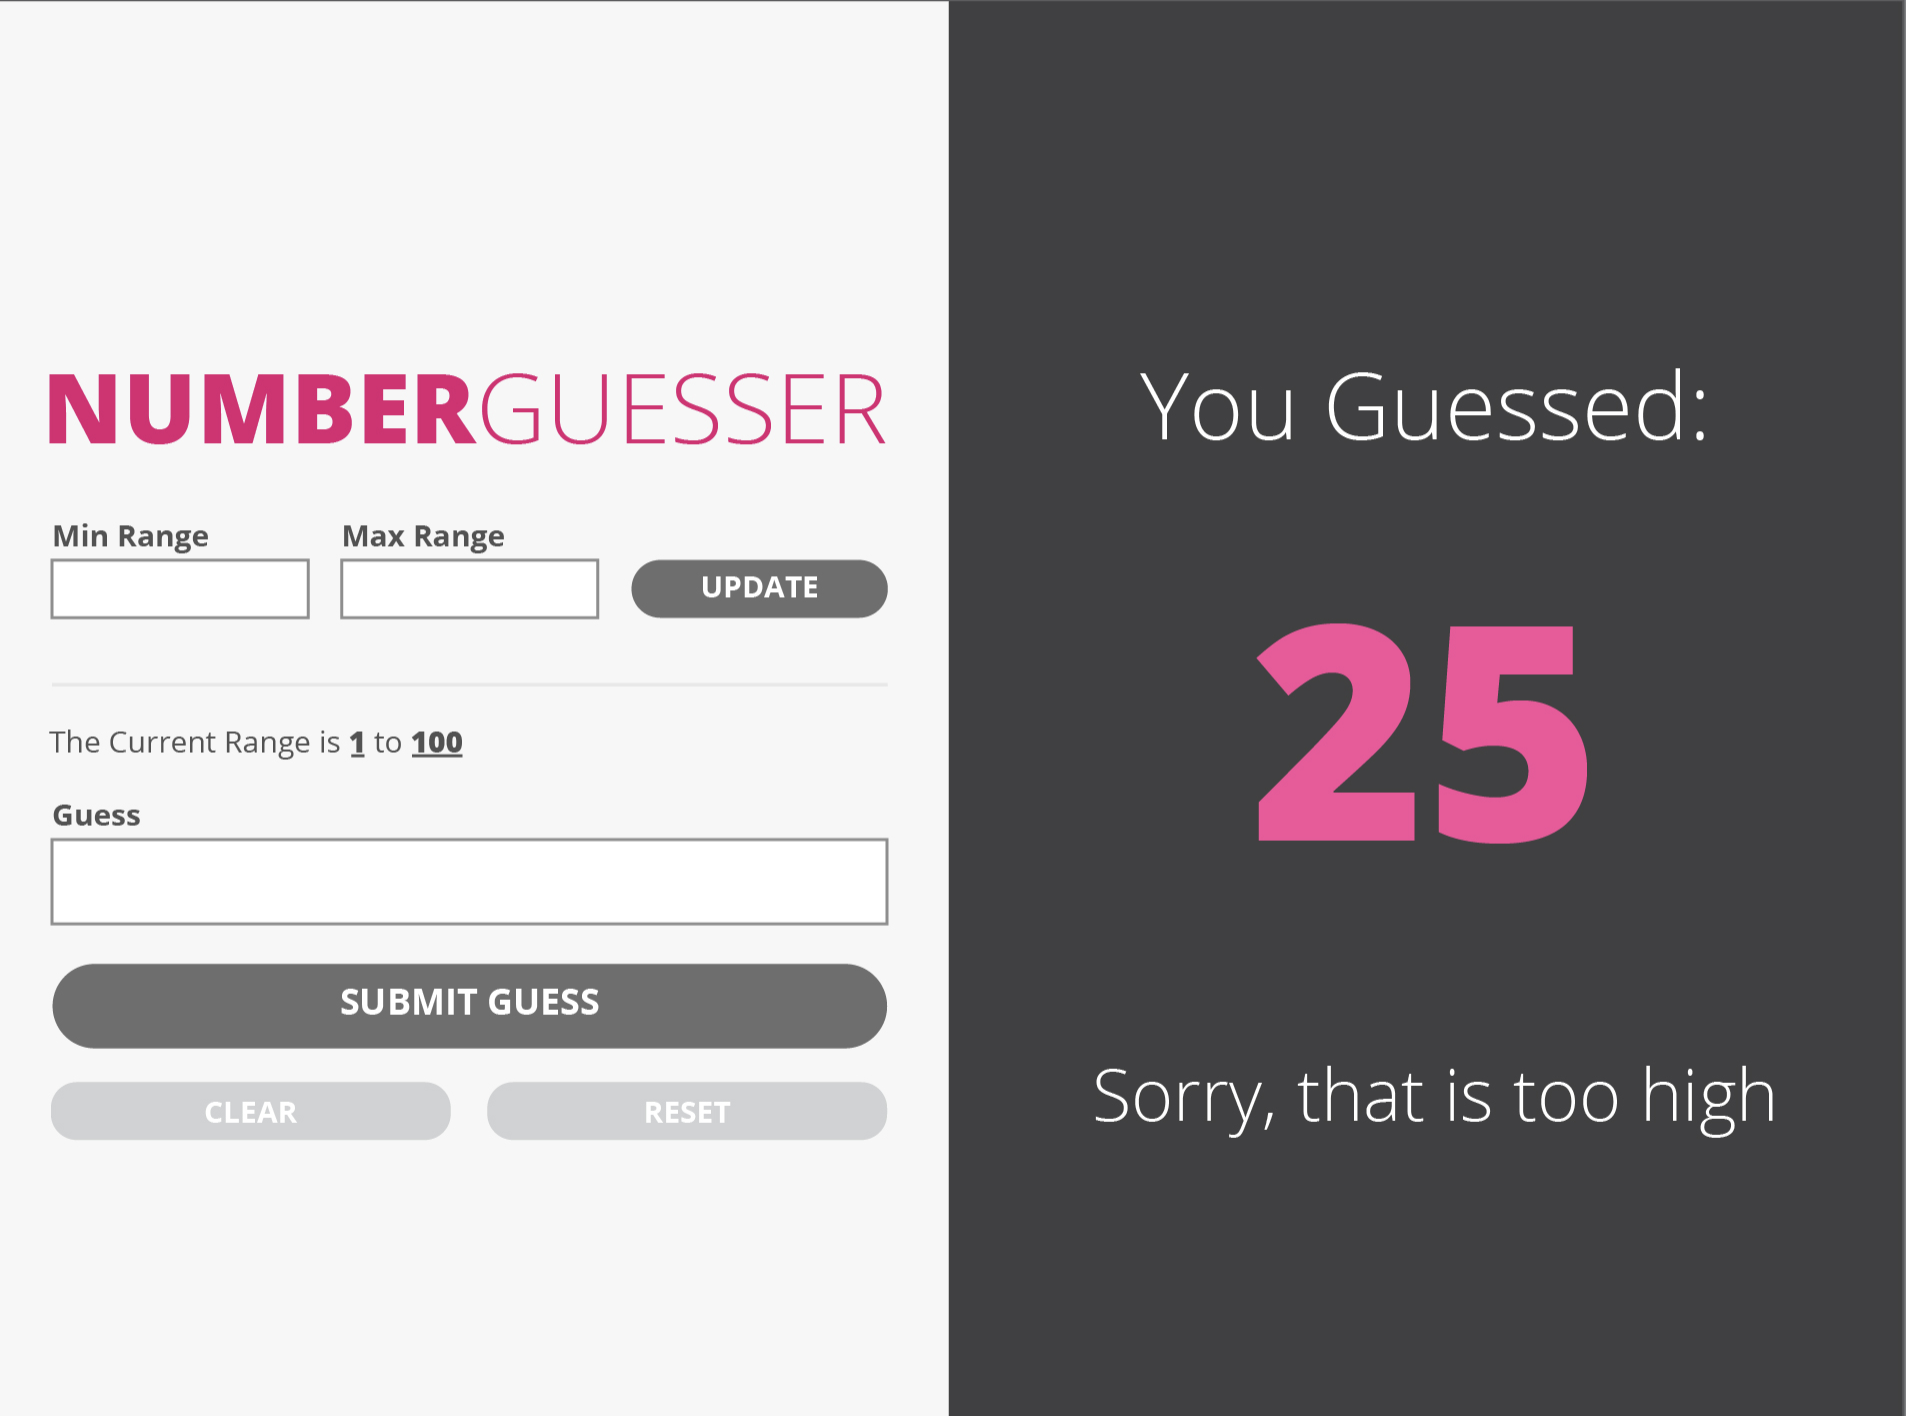 NUMBERGUESSER
Min Range
Max Range
UPDATE
The Current Range is 1 to 100
Guess
SUBMIT GUESS
CLEAR
RESET
You Guessed:
25
Sorry, that is too high